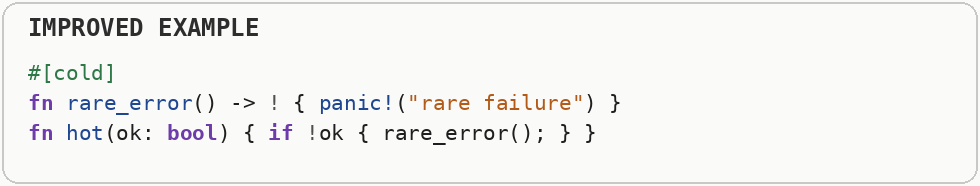 IMPROVED EXAMPLE
#[cold]
fn rare_error() -> ! { panic!("rare failure") }
fn hot(ok: bool) { if !ok { rare_error(); } }